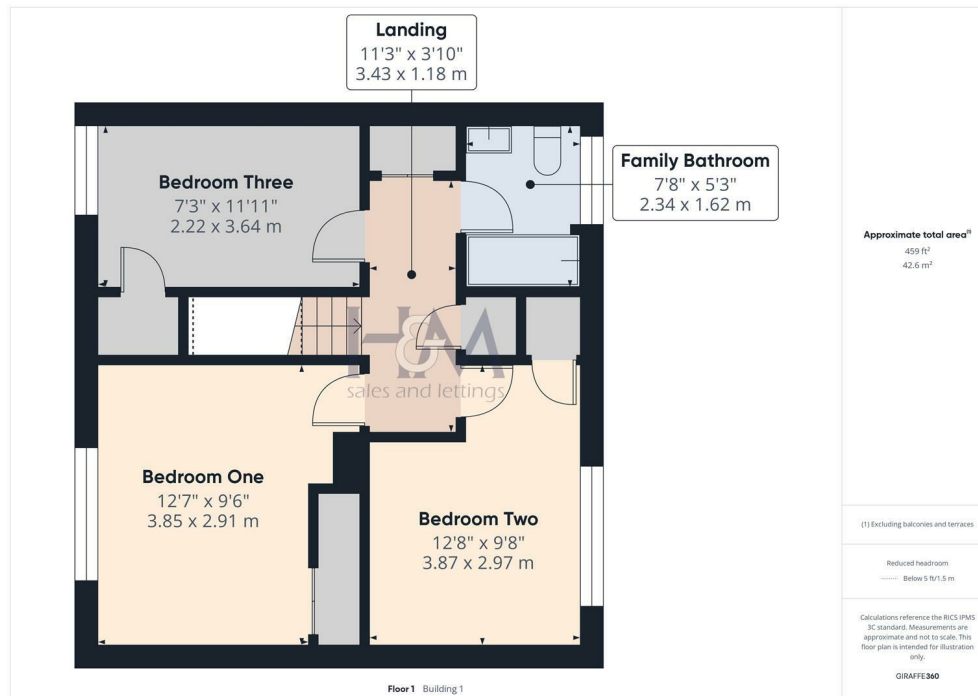 Landing
11'3" x 3'10"
3.43 x 1.18 m
Bedroom Three
7'3" x 11'11"
2.22 x 3.64 m
Family Bathroom
7'8" x 5'3"
2.34 x 1.62 m
H&M
sales and lettings
Bedroom One
12'7" x 9'6"
3.85 x 2.91 m
Bedroom Two
12'8" x 9'8"
3.87 x 2.97 m
Floor 1 Building 1
Approximate total area(1)
459 ft²
42.6 m²
(1) Excluding balconies and terraces
Reduced headroom
Below 5 ft/1.5 m
Calculations reference the RICS IPMS
3C standard. Measurements are
approximate and not to scale. This
floor plan is intended for illustration
only.
GIRAFFE360